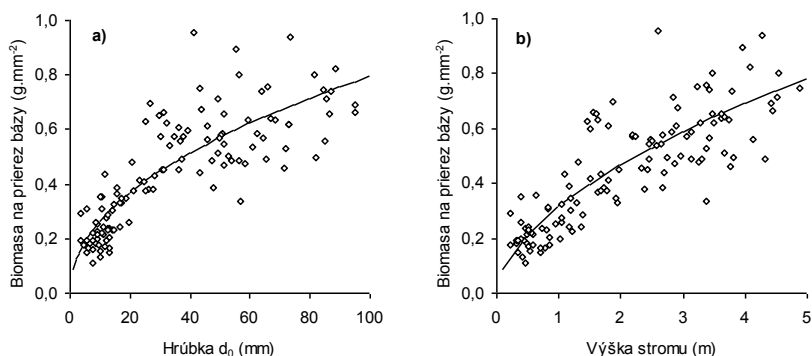 a)
Biomasa na prierez bázy (g.mm-2)
1,0
0,8
0,6
0,4
0,2
0,0
0 20 40 60 80 100
Hrúbka d0 (mm)
b)
Biomasa na prierez bázy (g.mm-2)
1,0
0,8
0,6
0,4
0,2
0,0
0 1 2 3 4 5
Výška stromu (m)